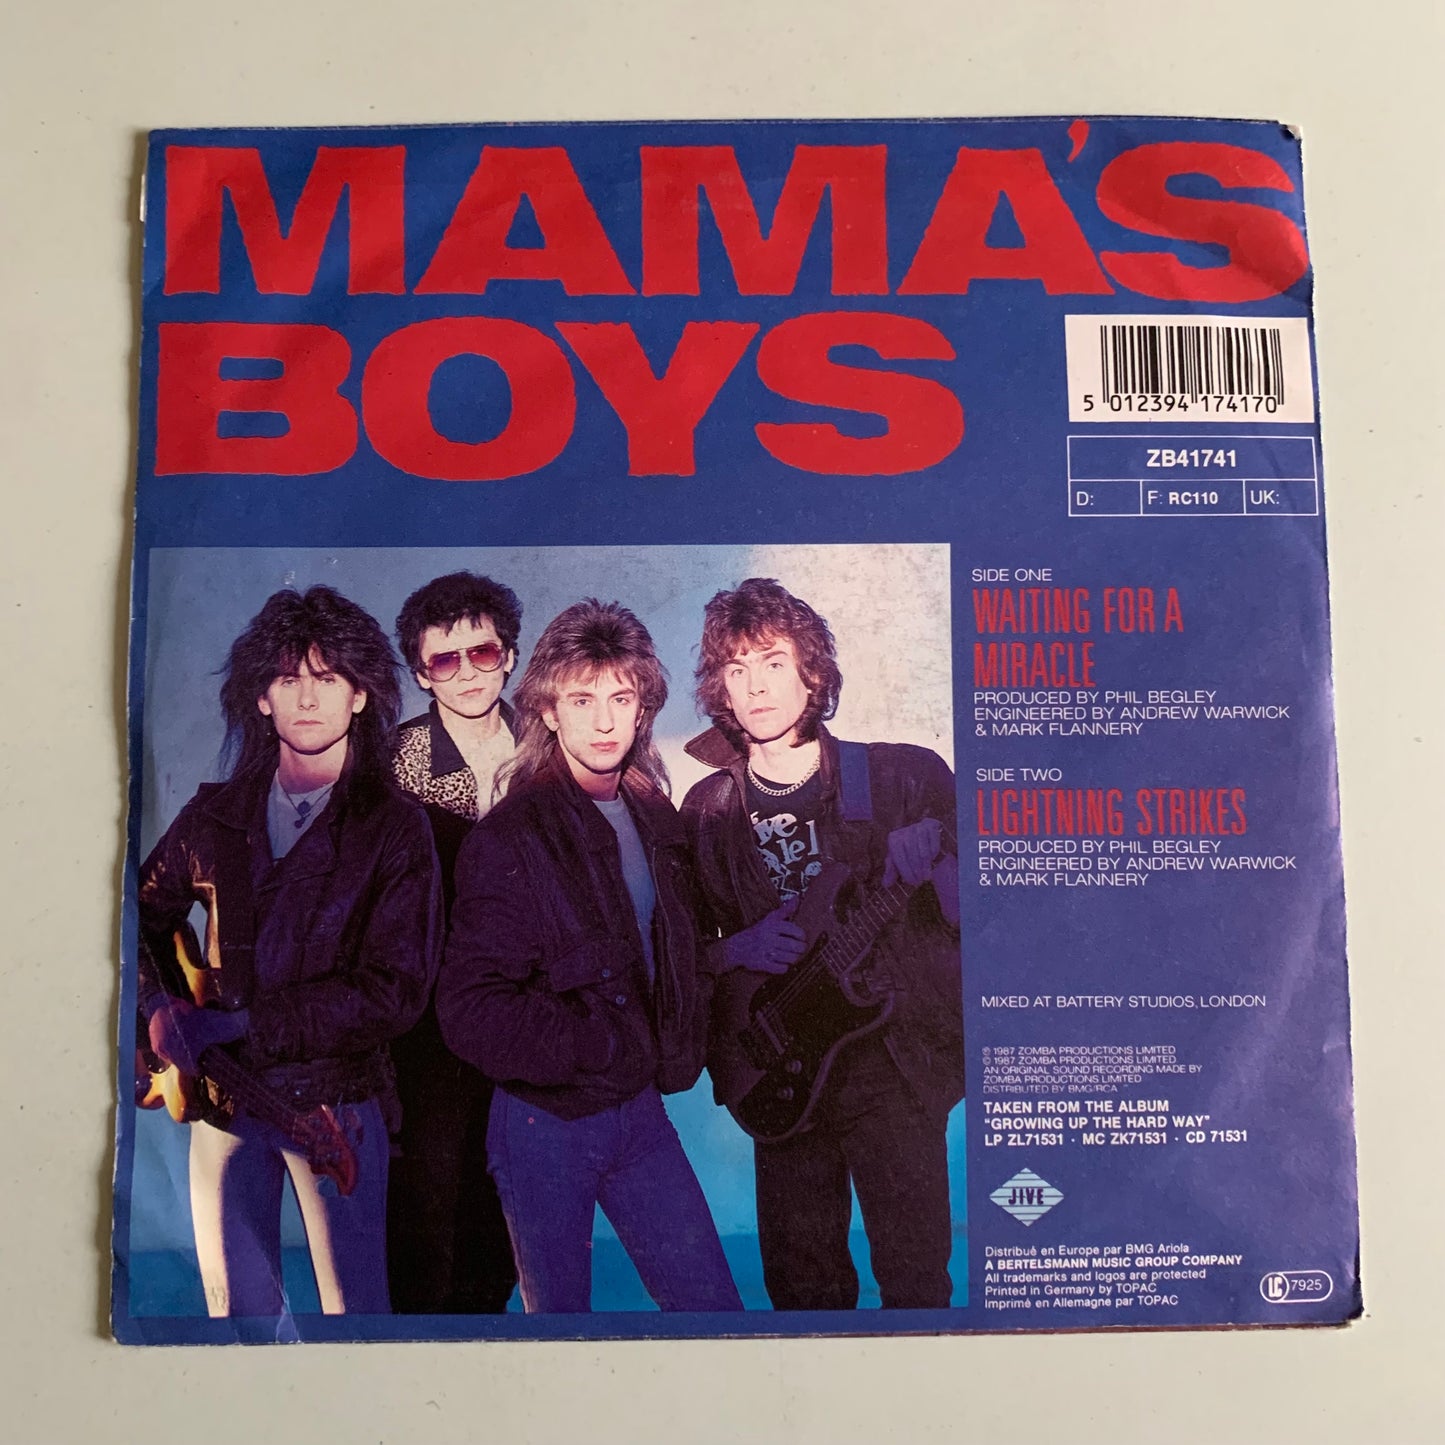 MAMA'S
BOYS
5 012394 174170
ZB41741
D: F: RC110 UK:
SIDE ONE
WAITING FOR A
MIRACLE
PRODUCED BY PHIL BEGLEY
ENGINEERED BY ANDREW WARWICK
& MARK FLANNERY
SIDE TWO
LIGHTNING STRIKES
PRODUCED BY PHIL BEGLEY
ENGINEERED BY ANDREW WARWICK
& MARK FLANNERY
MIXED AT BATTERY STUDIOS, LONDON
℗ 1987 ZOMBA PRODUCTIONS LIMITED
© 1987 ZOMBA PRODUCTIONS LIMITED.
AN ORIGINAL SOUND RECORDING MADE BY
ZOMBA PRODUCTIONS LIMITED
DISTRIBUTED BY BMG/RCA
TAKEN FROM THE ALBUM
"GROWING UP THE HARD WAY"
LP ZL71531 · MC ZK71531 · CD 71531
JIVE
Distribué en Europe par BMG Ariola
A BERTELSMANN MUSIC GROUP COMPANY
All trademarks and logos are protected
Printed in Germany by TOPAC
Imprimé en Allemagne par TOPAC
LC 7925